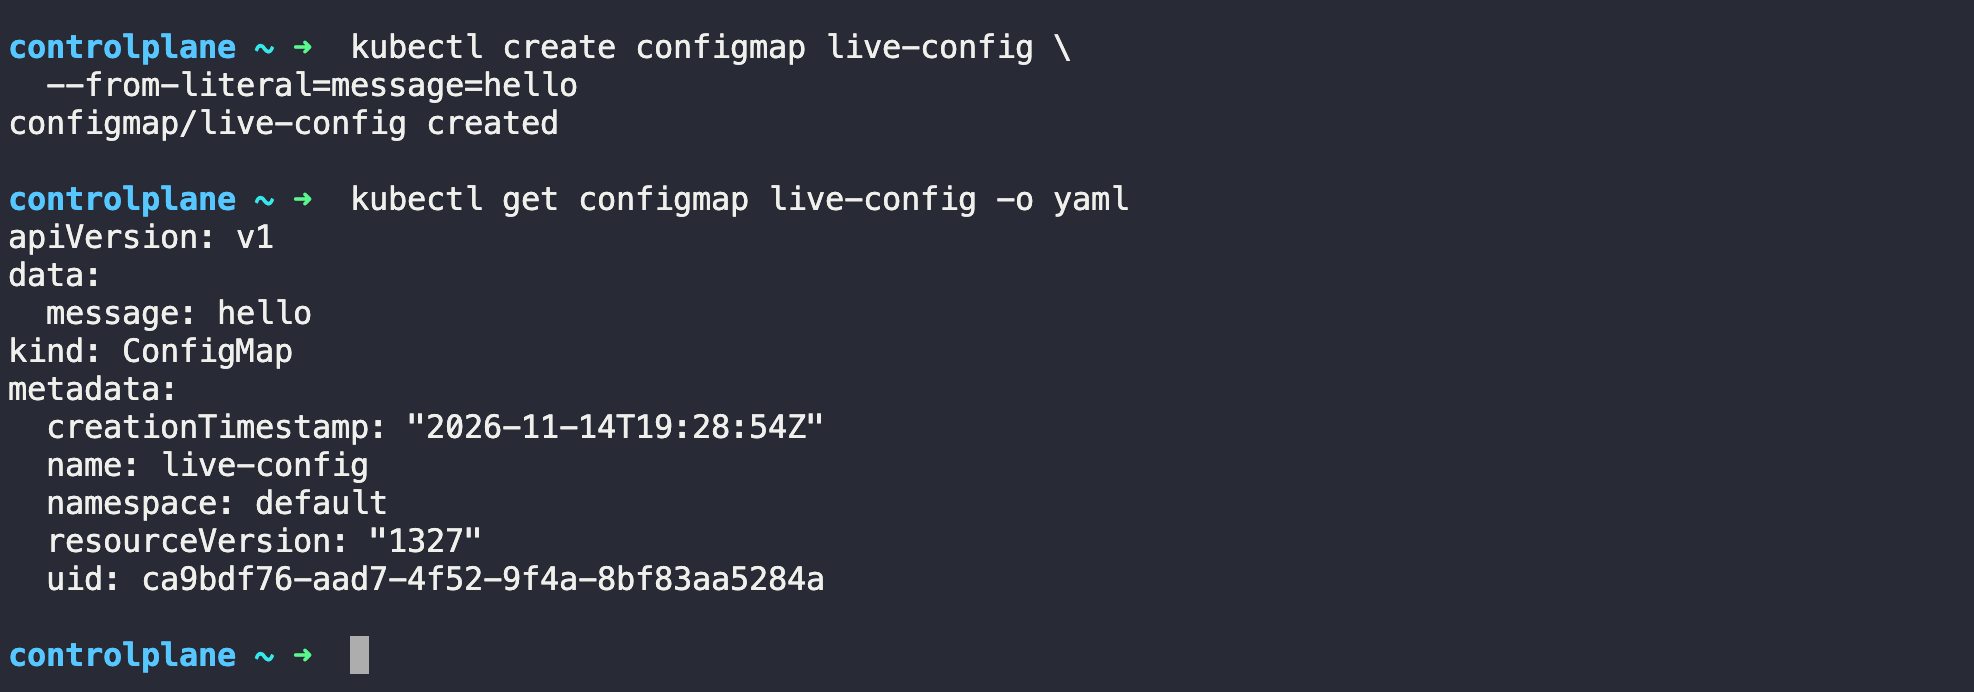 controlplane ~ ➜  kubectl create configmap live-config \
  --from-literal=message=hello
configmap/live-config created
controlplane ~ ➜  kubectl get configmap live-config -o yaml
apiVersion: v1
data:
  message: hello
kind: ConfigMap
metadata:
  creationTimestamp: "2026-11-14T19:28:54Z"
  name: live-config
  namespace: default
  resourceVersion: "1327"
  uid: ca9bdf76-aad7-4f52-9f4a-8bf83aa5284a
controlplane ~ ➜